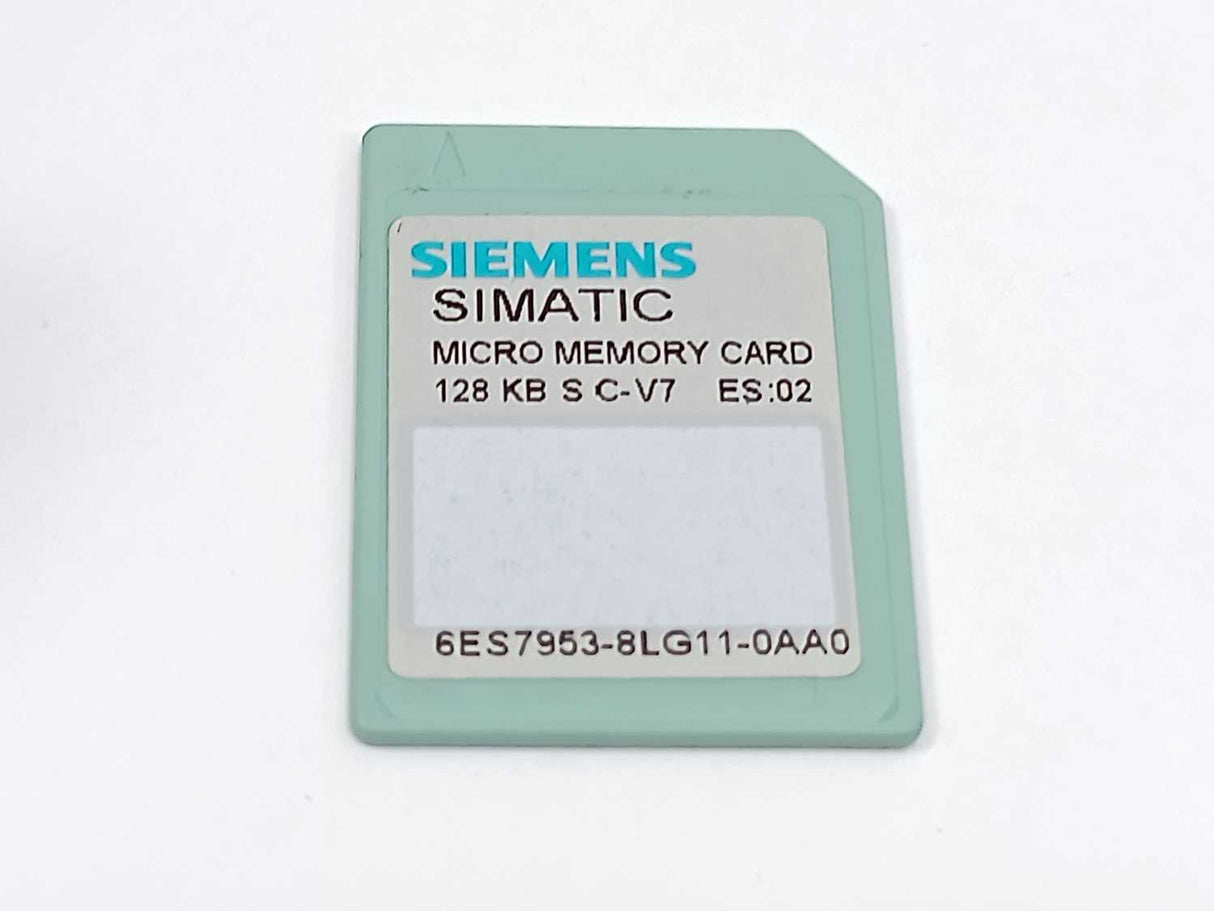 SIEMENS
SIMATIC
MICRO MEMORY CARD
128 KB S C-V7 ES:02
6ES7953-8LG11-0AA0